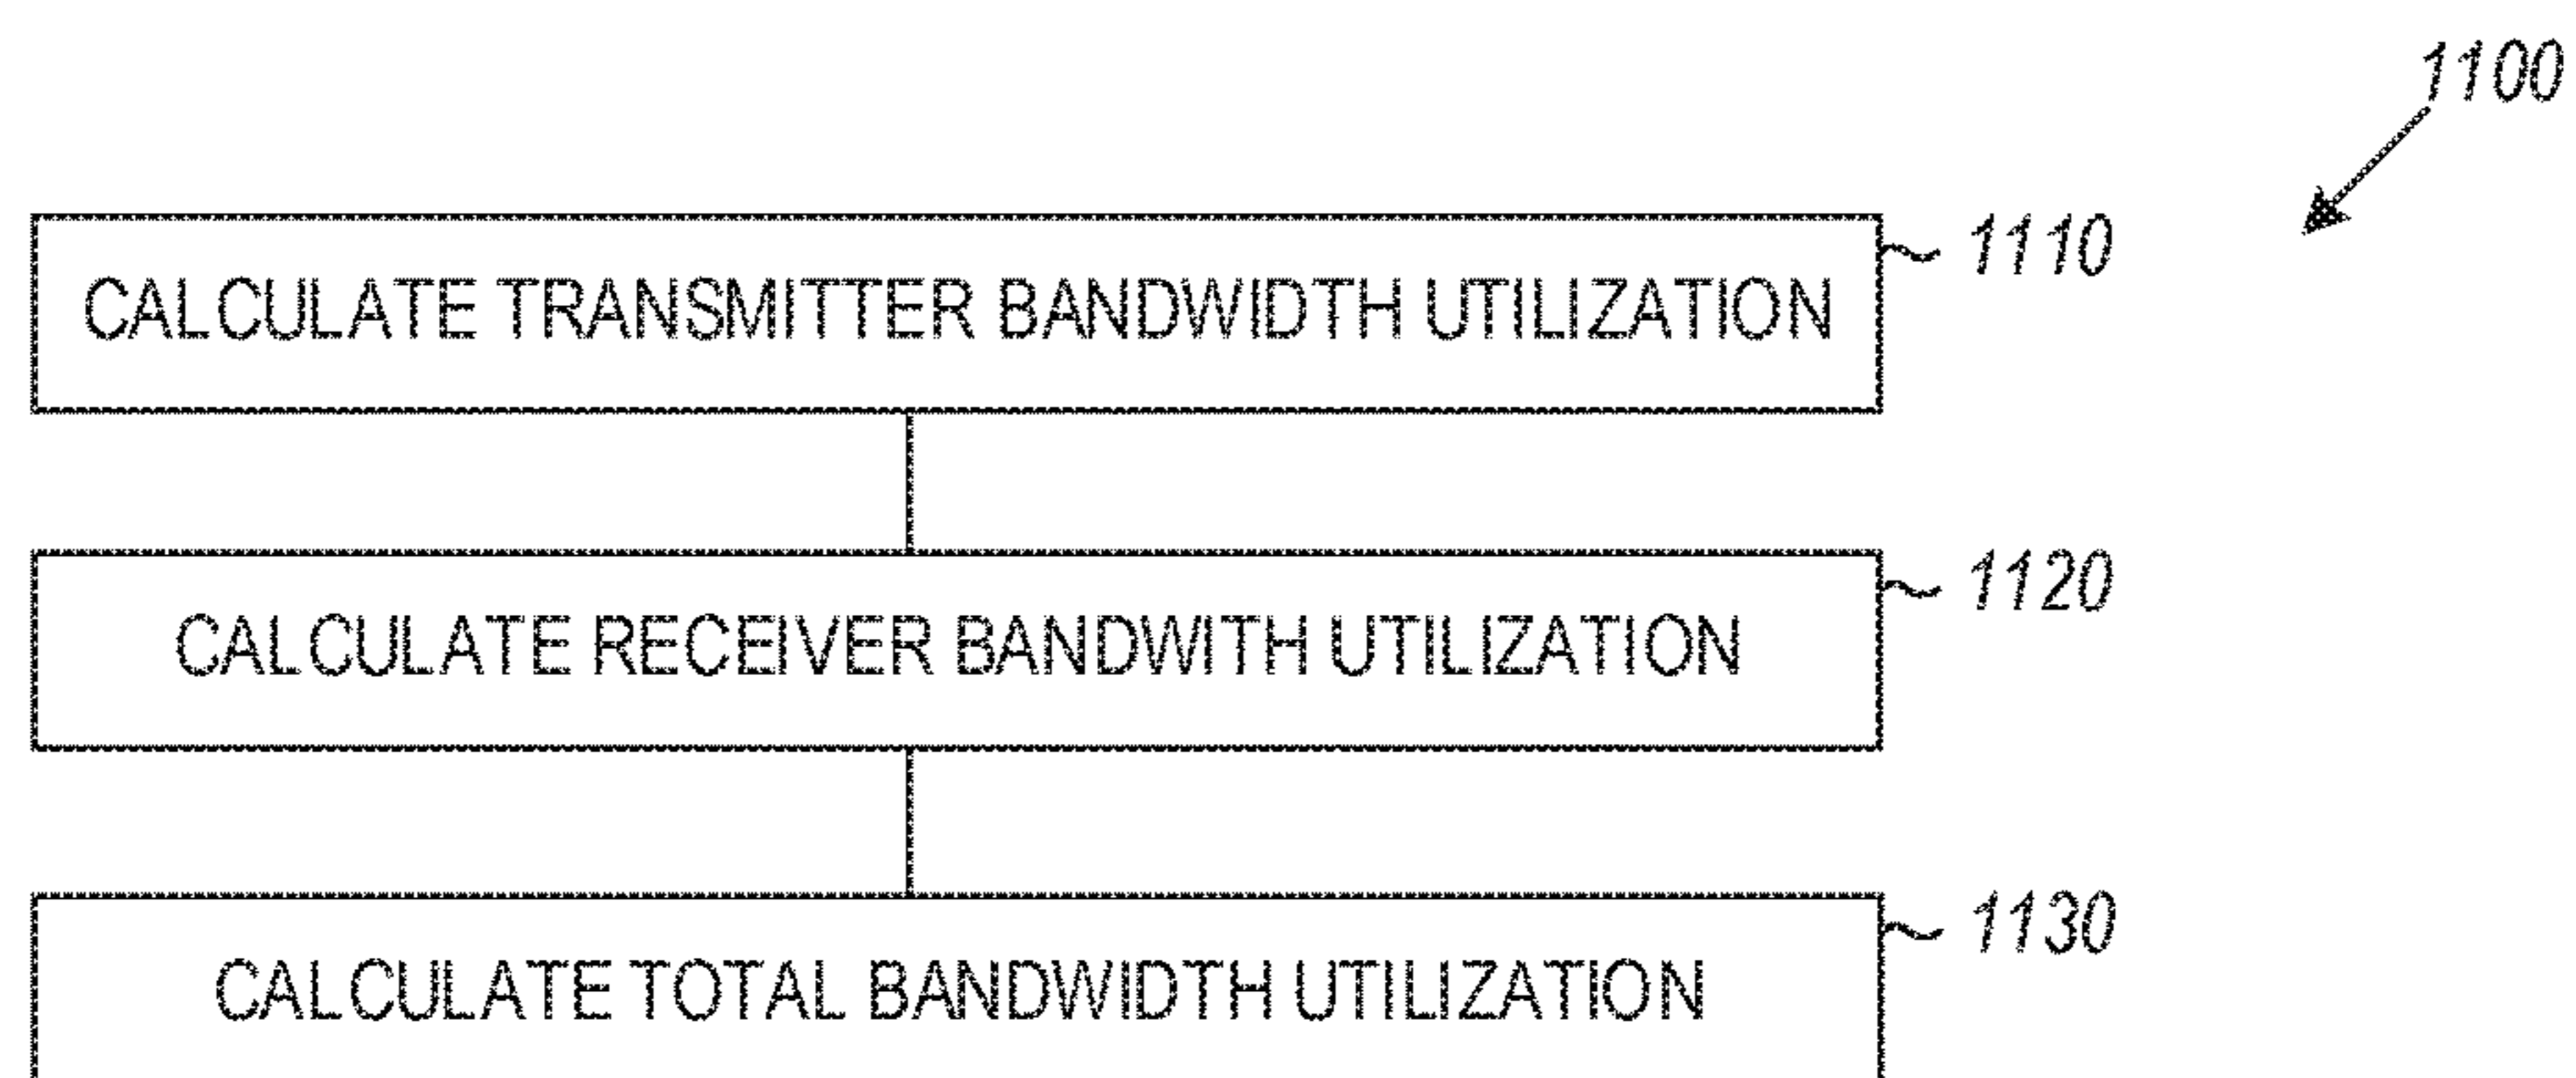 1100
CALCULATE TRANSMITTER BANDWIDTH UTILIZATION 1110
CALCULATE RECEIVER BANDWITH UTILIZATION 1120
CALCULATE TOTAL BANDWIDTH UTILIZATION 1130